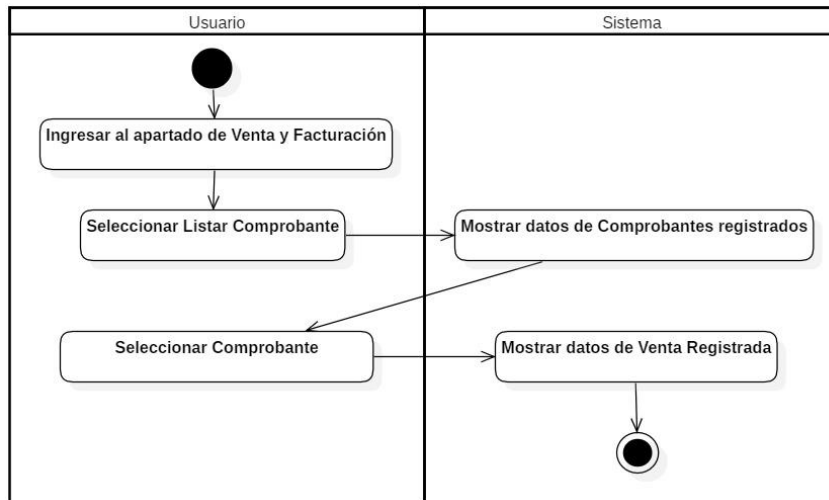 Usuario
Sistema
Ingresar al apartado de Venta y Facturación
Seleccionar Listar Comprobante
Mostrar datos de Comprobantes registrados
Seleccionar Comprobante
Mostrar datos de Venta Registrada